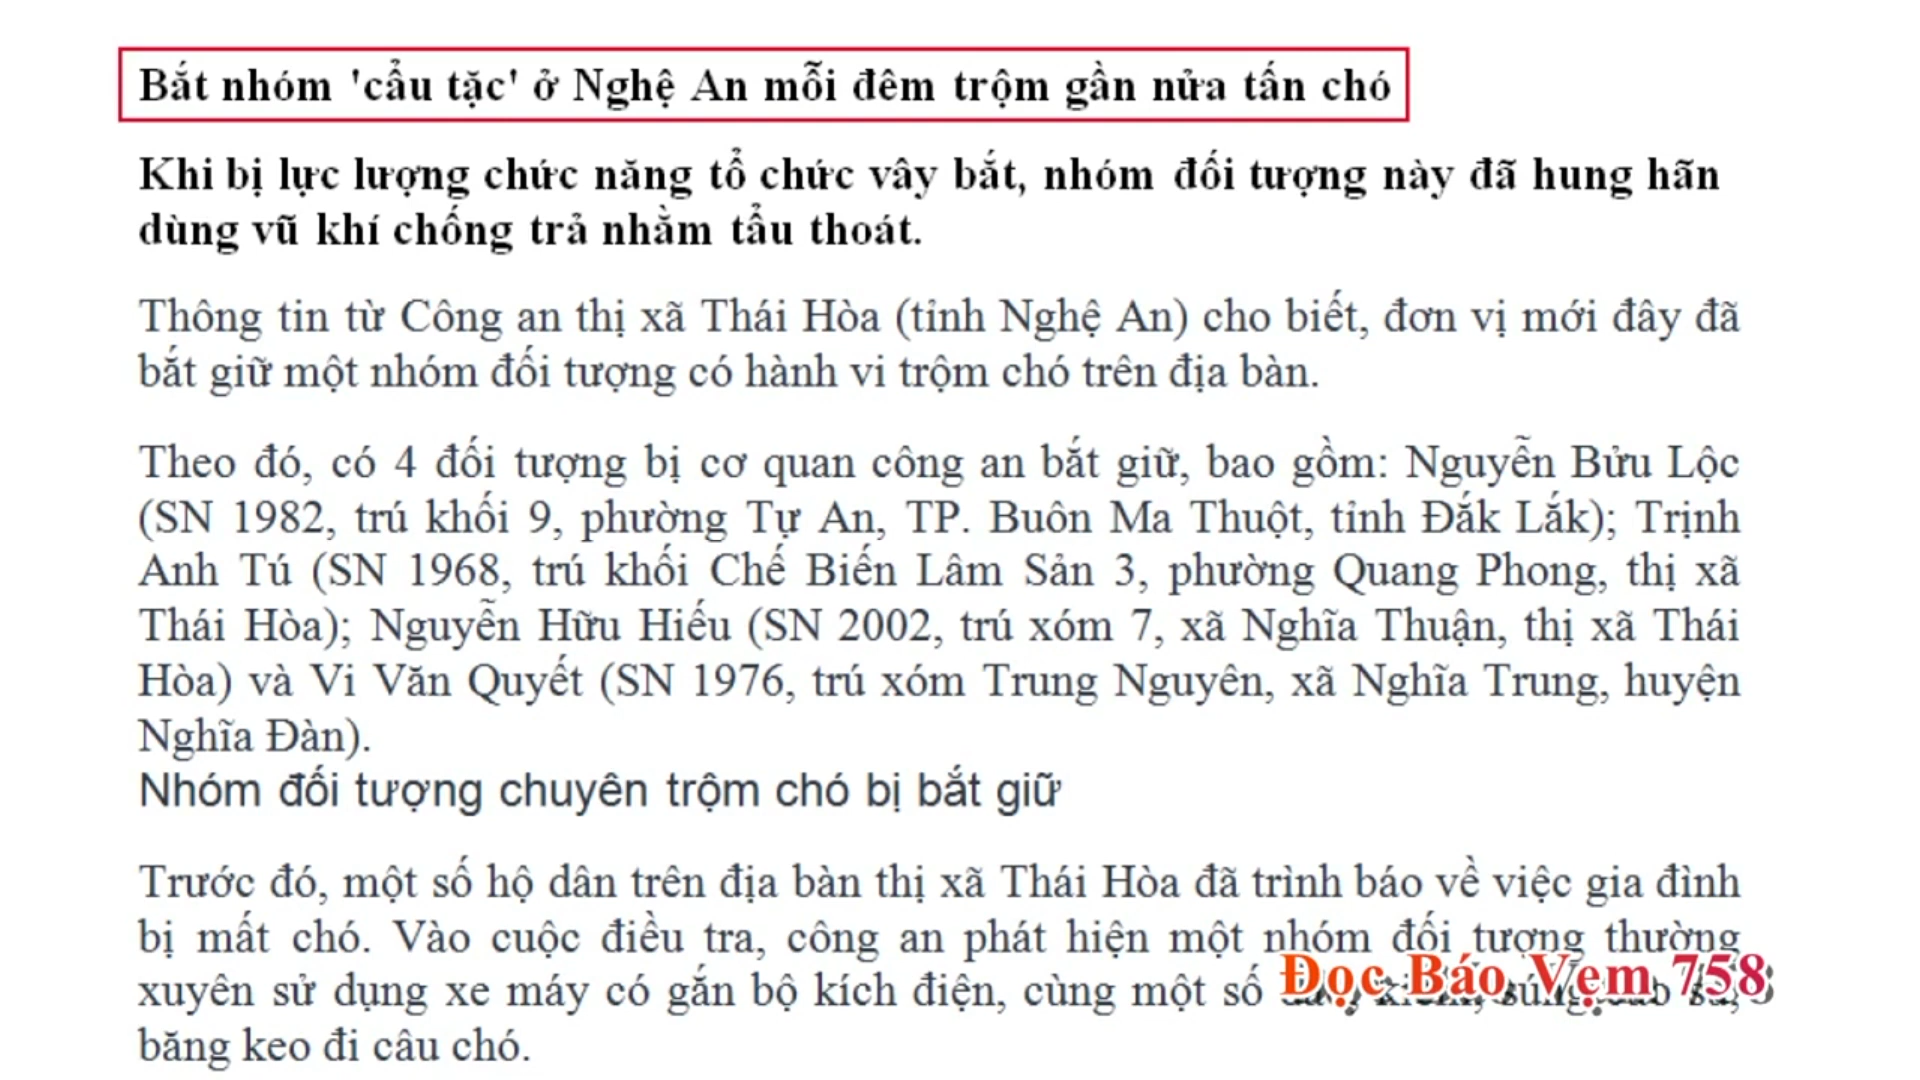 Bắt nhóm 'cẩu tặc' ở Nghệ An mỗi đêm trộm gần nửa tấn chó
Khi bị lực lượng chức năng tổ chức vây bắt, nhóm đối tượng này đã hung hãn
dùng vũ khí chống trả nhằm tẩu thoát.
Thông tin từ Công an thị xã Thái Hòa (tỉnh Nghệ An) cho biết, đơn vị mới đây đã
bắt giữ một nhóm đối tượng có hành vi trộm chó trên địa bàn.
Theo đó, có 4 đối tượng bị cơ quan công an bắt giữ, bao gồm: Nguyễn Bửu Lộc
(SN 1982, trú khối 9, phường Tự An, TP. Buôn Ma Thuột, tỉnh Đắk Lắk); Trịnh
Anh Tú (SN 1968, trú khối Chế Biến Lâm Sản 3, phường Quang Phong, thị xã
Thái Hòa); Nguyễn Hữu Hiếu (SN 2002, trú xóm 7, xã Nghĩa Thuận, thị xã Thái
Hòa) và Vi Văn Quyết (SN 1976, trú xóm Trung Nguyên, xã Nghĩa Trung, huyện
Nghĩa Đàn).
Nhóm đối tượng chuyên trộm chó bị bắt giữ
Trước đó, một số hộ dân trên địa bàn thị xã Thái Hòa đã trình báo về việc gia đình
bị mất chó. Vào cuộc điều tra, công an phát hiện một nhóm đối tượng thường
xuyên sử dụng xe máy có gắn bộ kích điện, cùng một số
Đọc Báo Vẹm 758
băng keo đi câu chó.